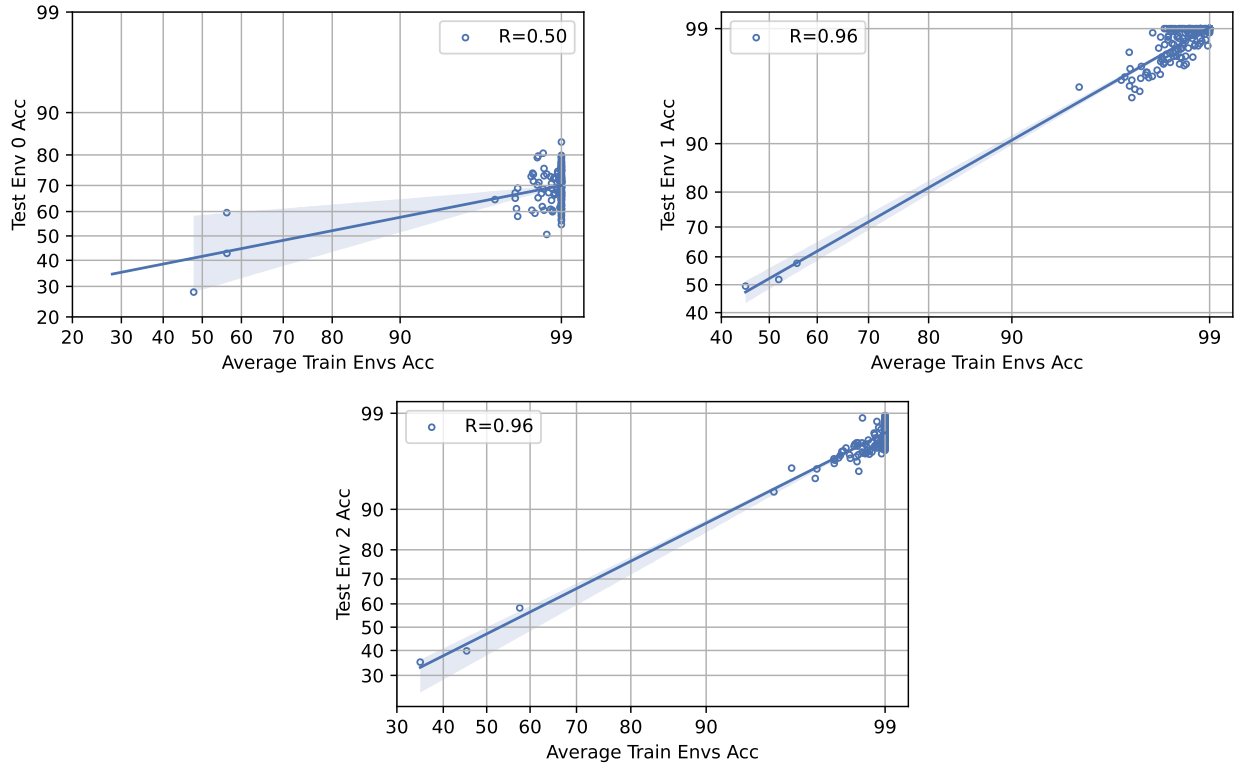 99
90
80
70
60
50
40
30
20
Test Env 0 Acc
R=0.50
20 30 40 50 60 70 80 90 99
Average Train Envs Acc
99
90
80
70
60
50
40
Test Env 1 Acc
R=0.96
40 50 60 70 80 90 99
Average Train Envs Acc
99
90
80
70
60
50
40
30
Test Env 2 Acc
R=0.96
30 40 50 60 70 80 90 99
Average Train Envs Acc